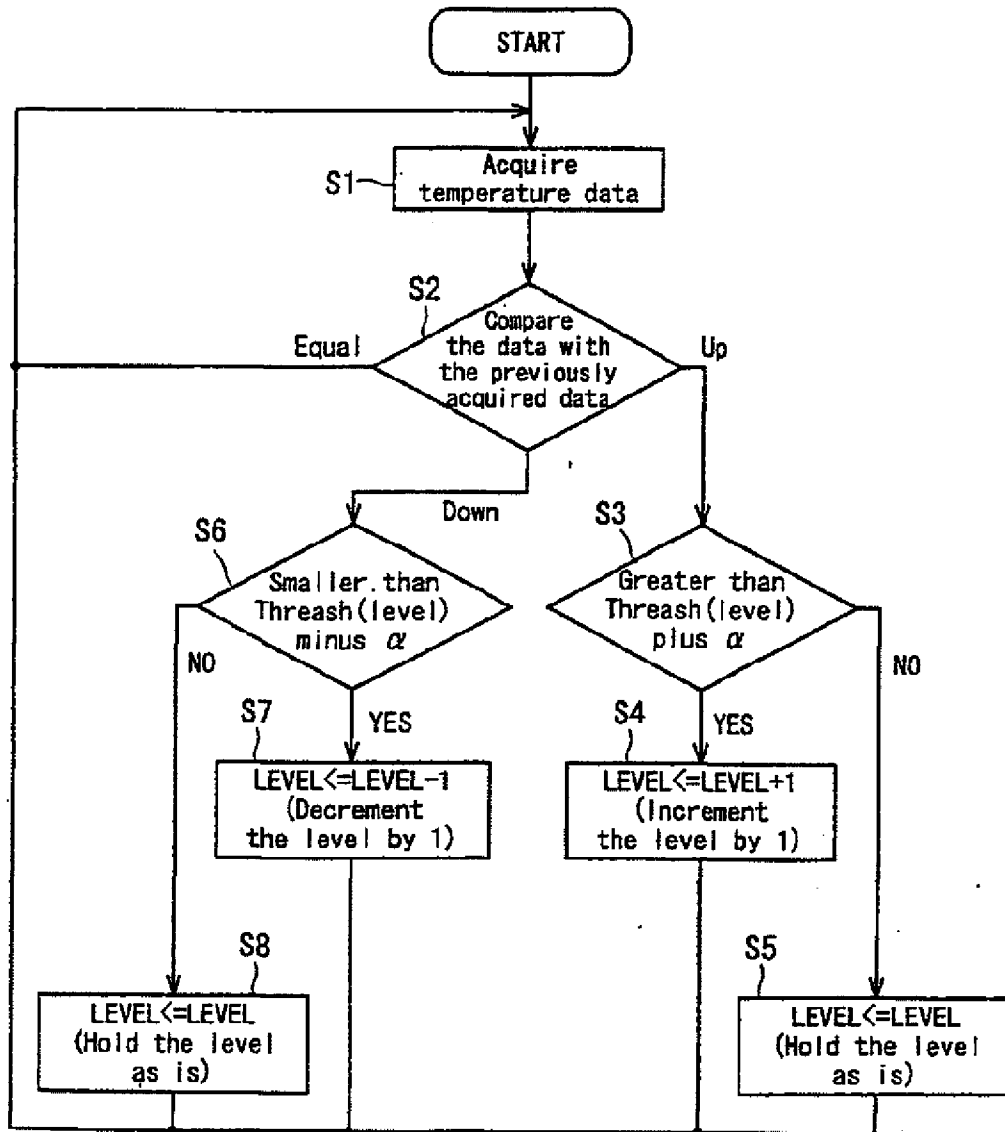 START
S1
Acquire
temperature data
S2
Compare
the data with
the previously
acquired data
Equal
Up
Down
S6
Smaller than
Threash(level)
minus α
S3
Greater than
Threash(level)
plus α
NO
YES
YES
NO
S7
LEVEL<=LEVEL-1
(Decrement
the level by 1)
S4
LEVEL<=LEVEL+1
(Increment
the level by 1)
S8
LEVEL<=LEVEL
(Hold the level
as is)
S5
LEVEL<=LEVEL
(Hold the level
as is)